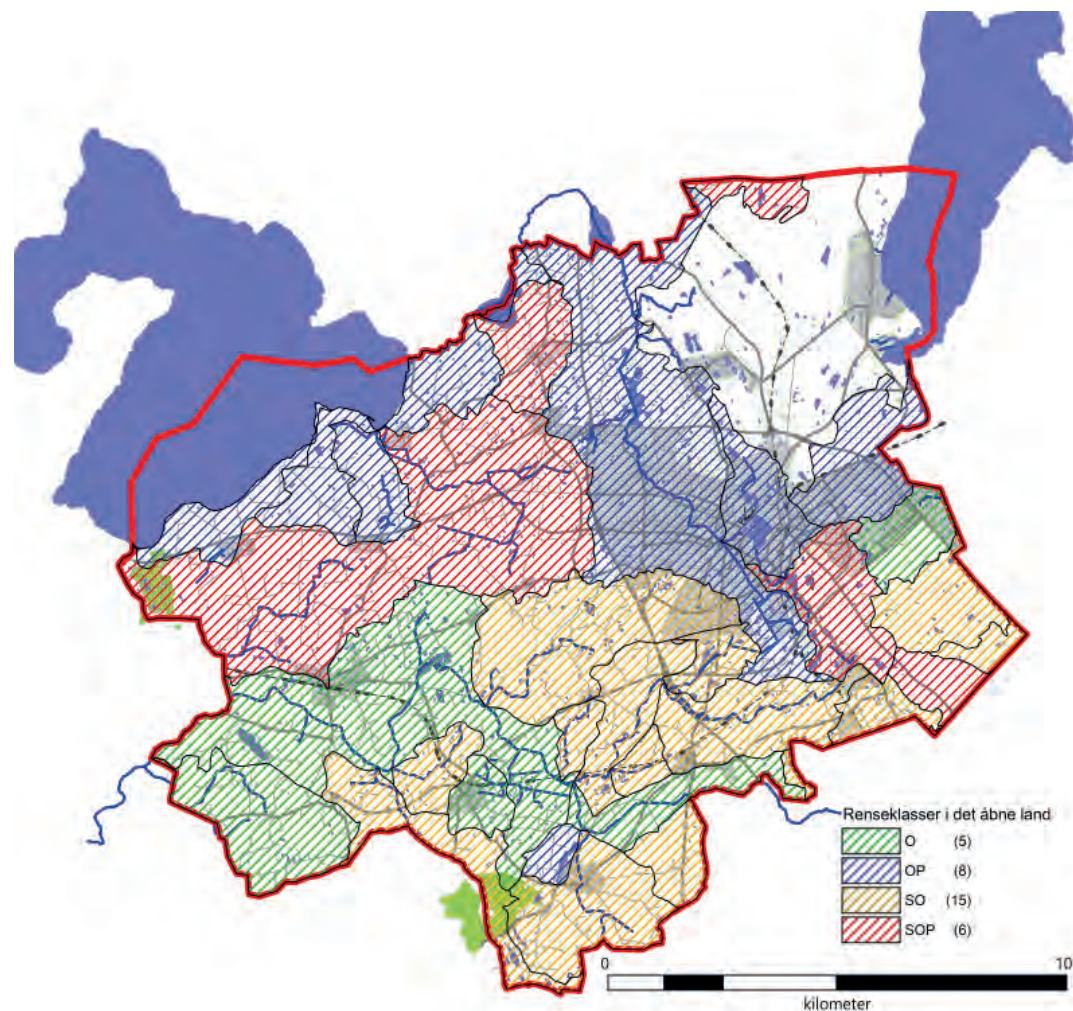 Renseklasser i det åbne land
O (5)
OP (8)
SO (15)
SOP (6)
0 10
kilometer